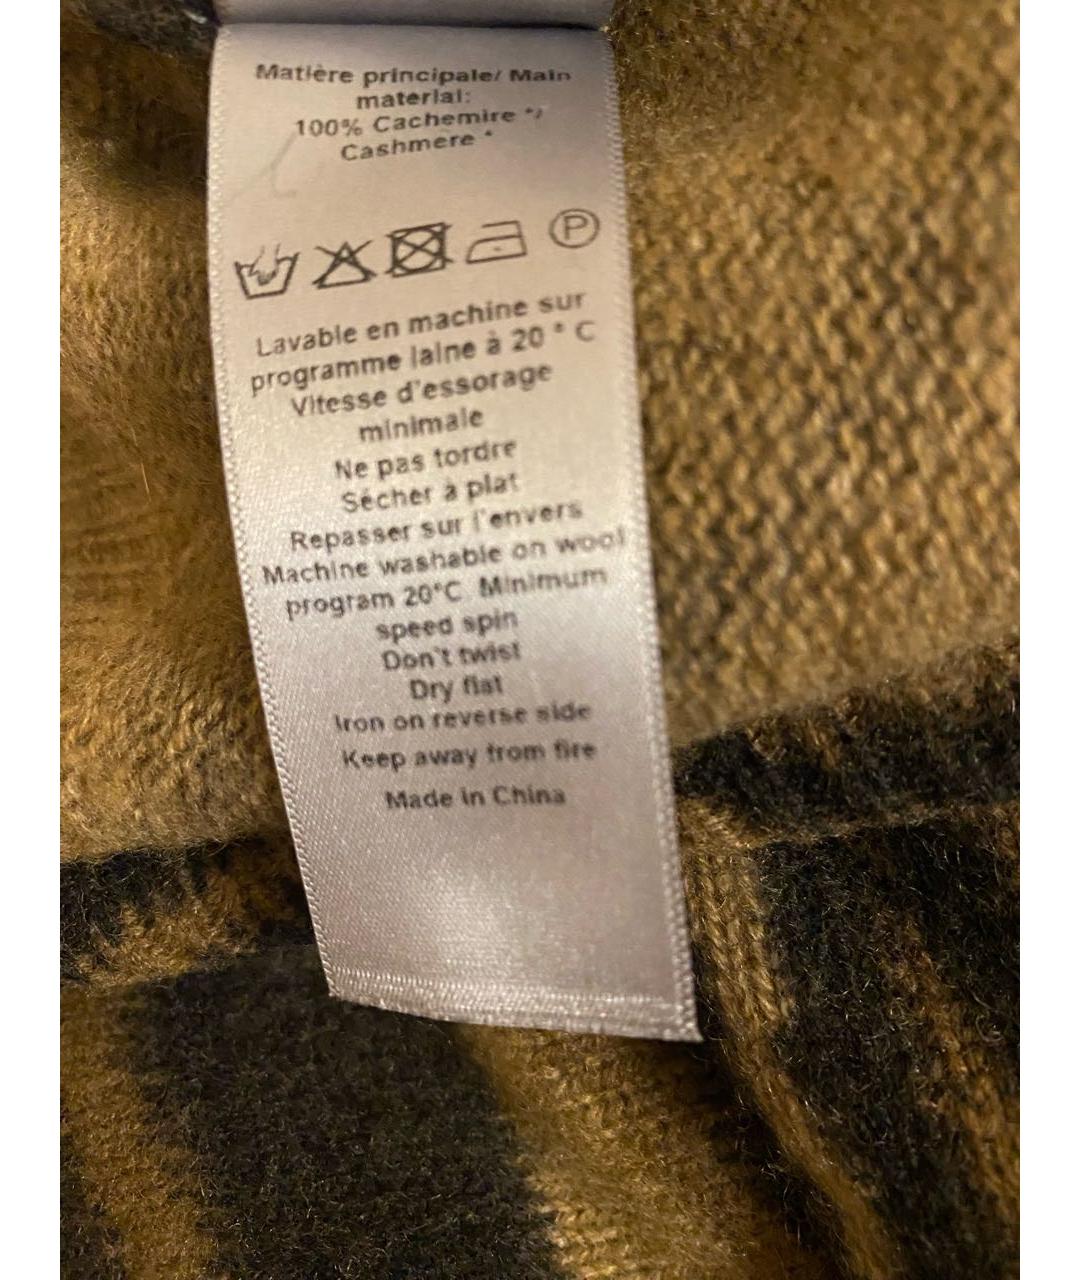 Matière principale/ Main
material:
100% Cachemire */
Cashmere *
P
Lavable en machine sur
programme laine à 20 ° C
Vitesse d'essorage
minimale
Ne pas tordre
Sécher à plat
Repasser sur l'envers
Machine washable on wool
program 20°C Minimum
speed spin
Don't twist
Dry flat
Iron on reverse side
Keep away from fire
Made in China